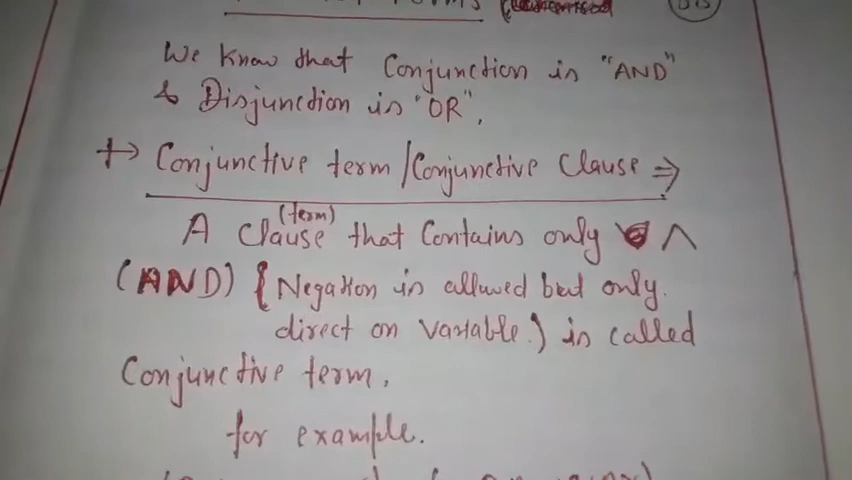 We know that Conjunction is "AND"
& Disjunction is "OR",
Conjunctive term/Conjunctive Clause ⇒
(term)
A Clause that Contains only ∧
(AND) { Negation is allowed but only
direct on variable.) is called
Conjunctive term.
for example.